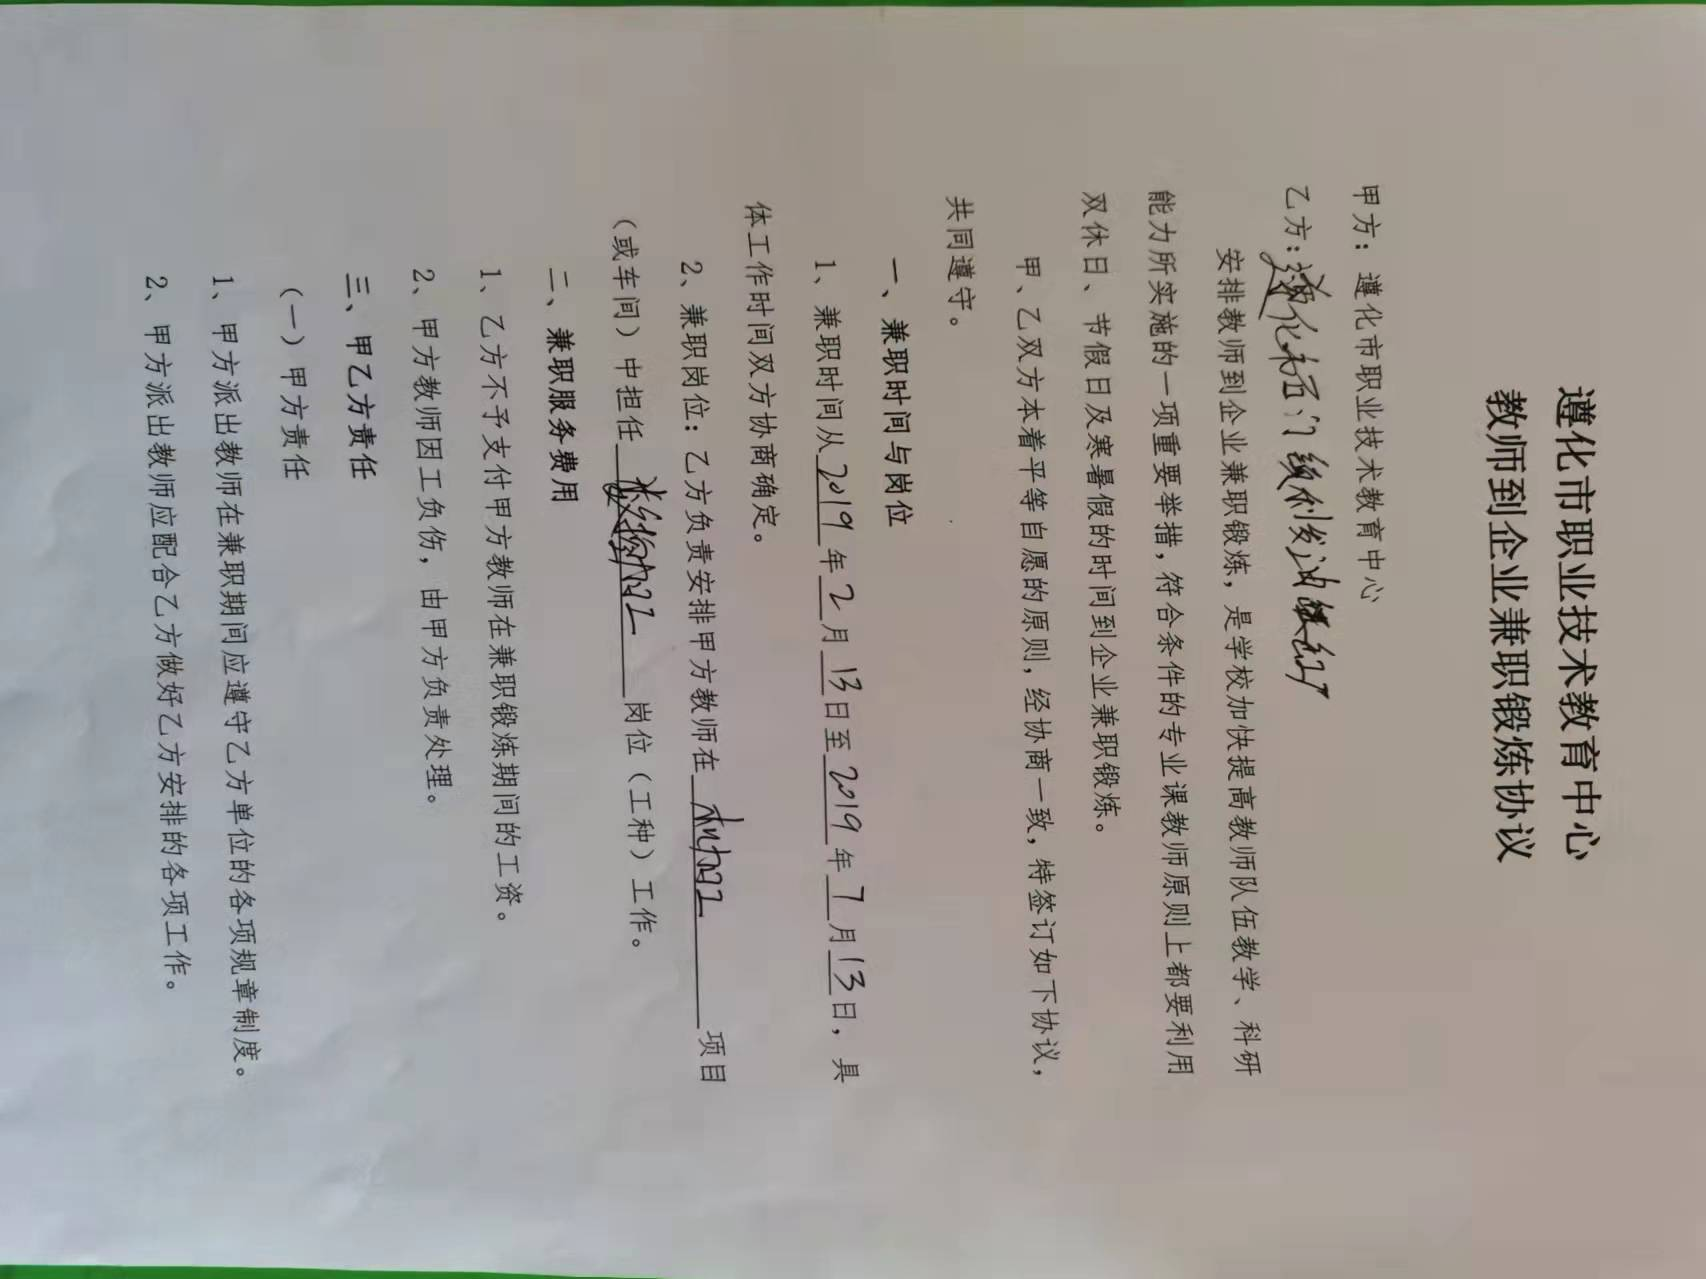 遵化市职业技术教育中心
教师到企业兼职锻炼协议
甲方：遵化市职业技术教育中心
乙方：遵化
安排教师到企业兼职锻炼，是学校加快提高教师队伍教学、科研
能力所实施的一项重要举措，符合条件的专业课教师原则上都要利用
双休日、节假日及寒暑假的时间到企业兼职锻炼。
甲、乙双方本着平等自愿的原则，经协商一致，特签订如下协议，
共同遵守。
一、兼职时间与岗位
1、兼职时间从2019年2月13日至2019年7月13日，具
体工作时间双方协商确定。
2、兼职岗位：乙方负责安排甲方教师在机加工项目
（或车间）中担任数控加工岗位（工种）工作。
二、兼职服务费用
1、乙方不予支付甲方教师在兼职锻炼期间的工资。
2、甲方教师因工负伤，由甲方负责处理。
三、甲乙方责任
（一）甲方责任
1、甲方派出教师在兼职期间应遵守乙方单位的各项规章制度。
2、甲方派出教师应配合乙方做好乙方安排的各项工作。